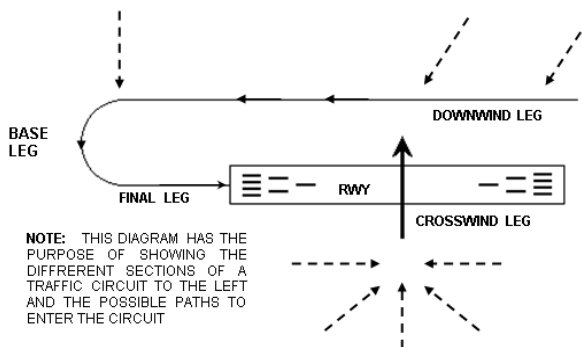 DOWNWIND LEG
BASE
LEG
FINAL LEG
RWY
CROSSWIND LEG
NOTE: THIS DIAGRAM HAS THE
PURPOSE OF SHOWING THE
DIFFRERENT SECTIONS OF A
TRAFFIC CIRCUIT TO THE LEFT
AND THE POSSIBLE PATHS TO
ENTER THE CIRCUIT